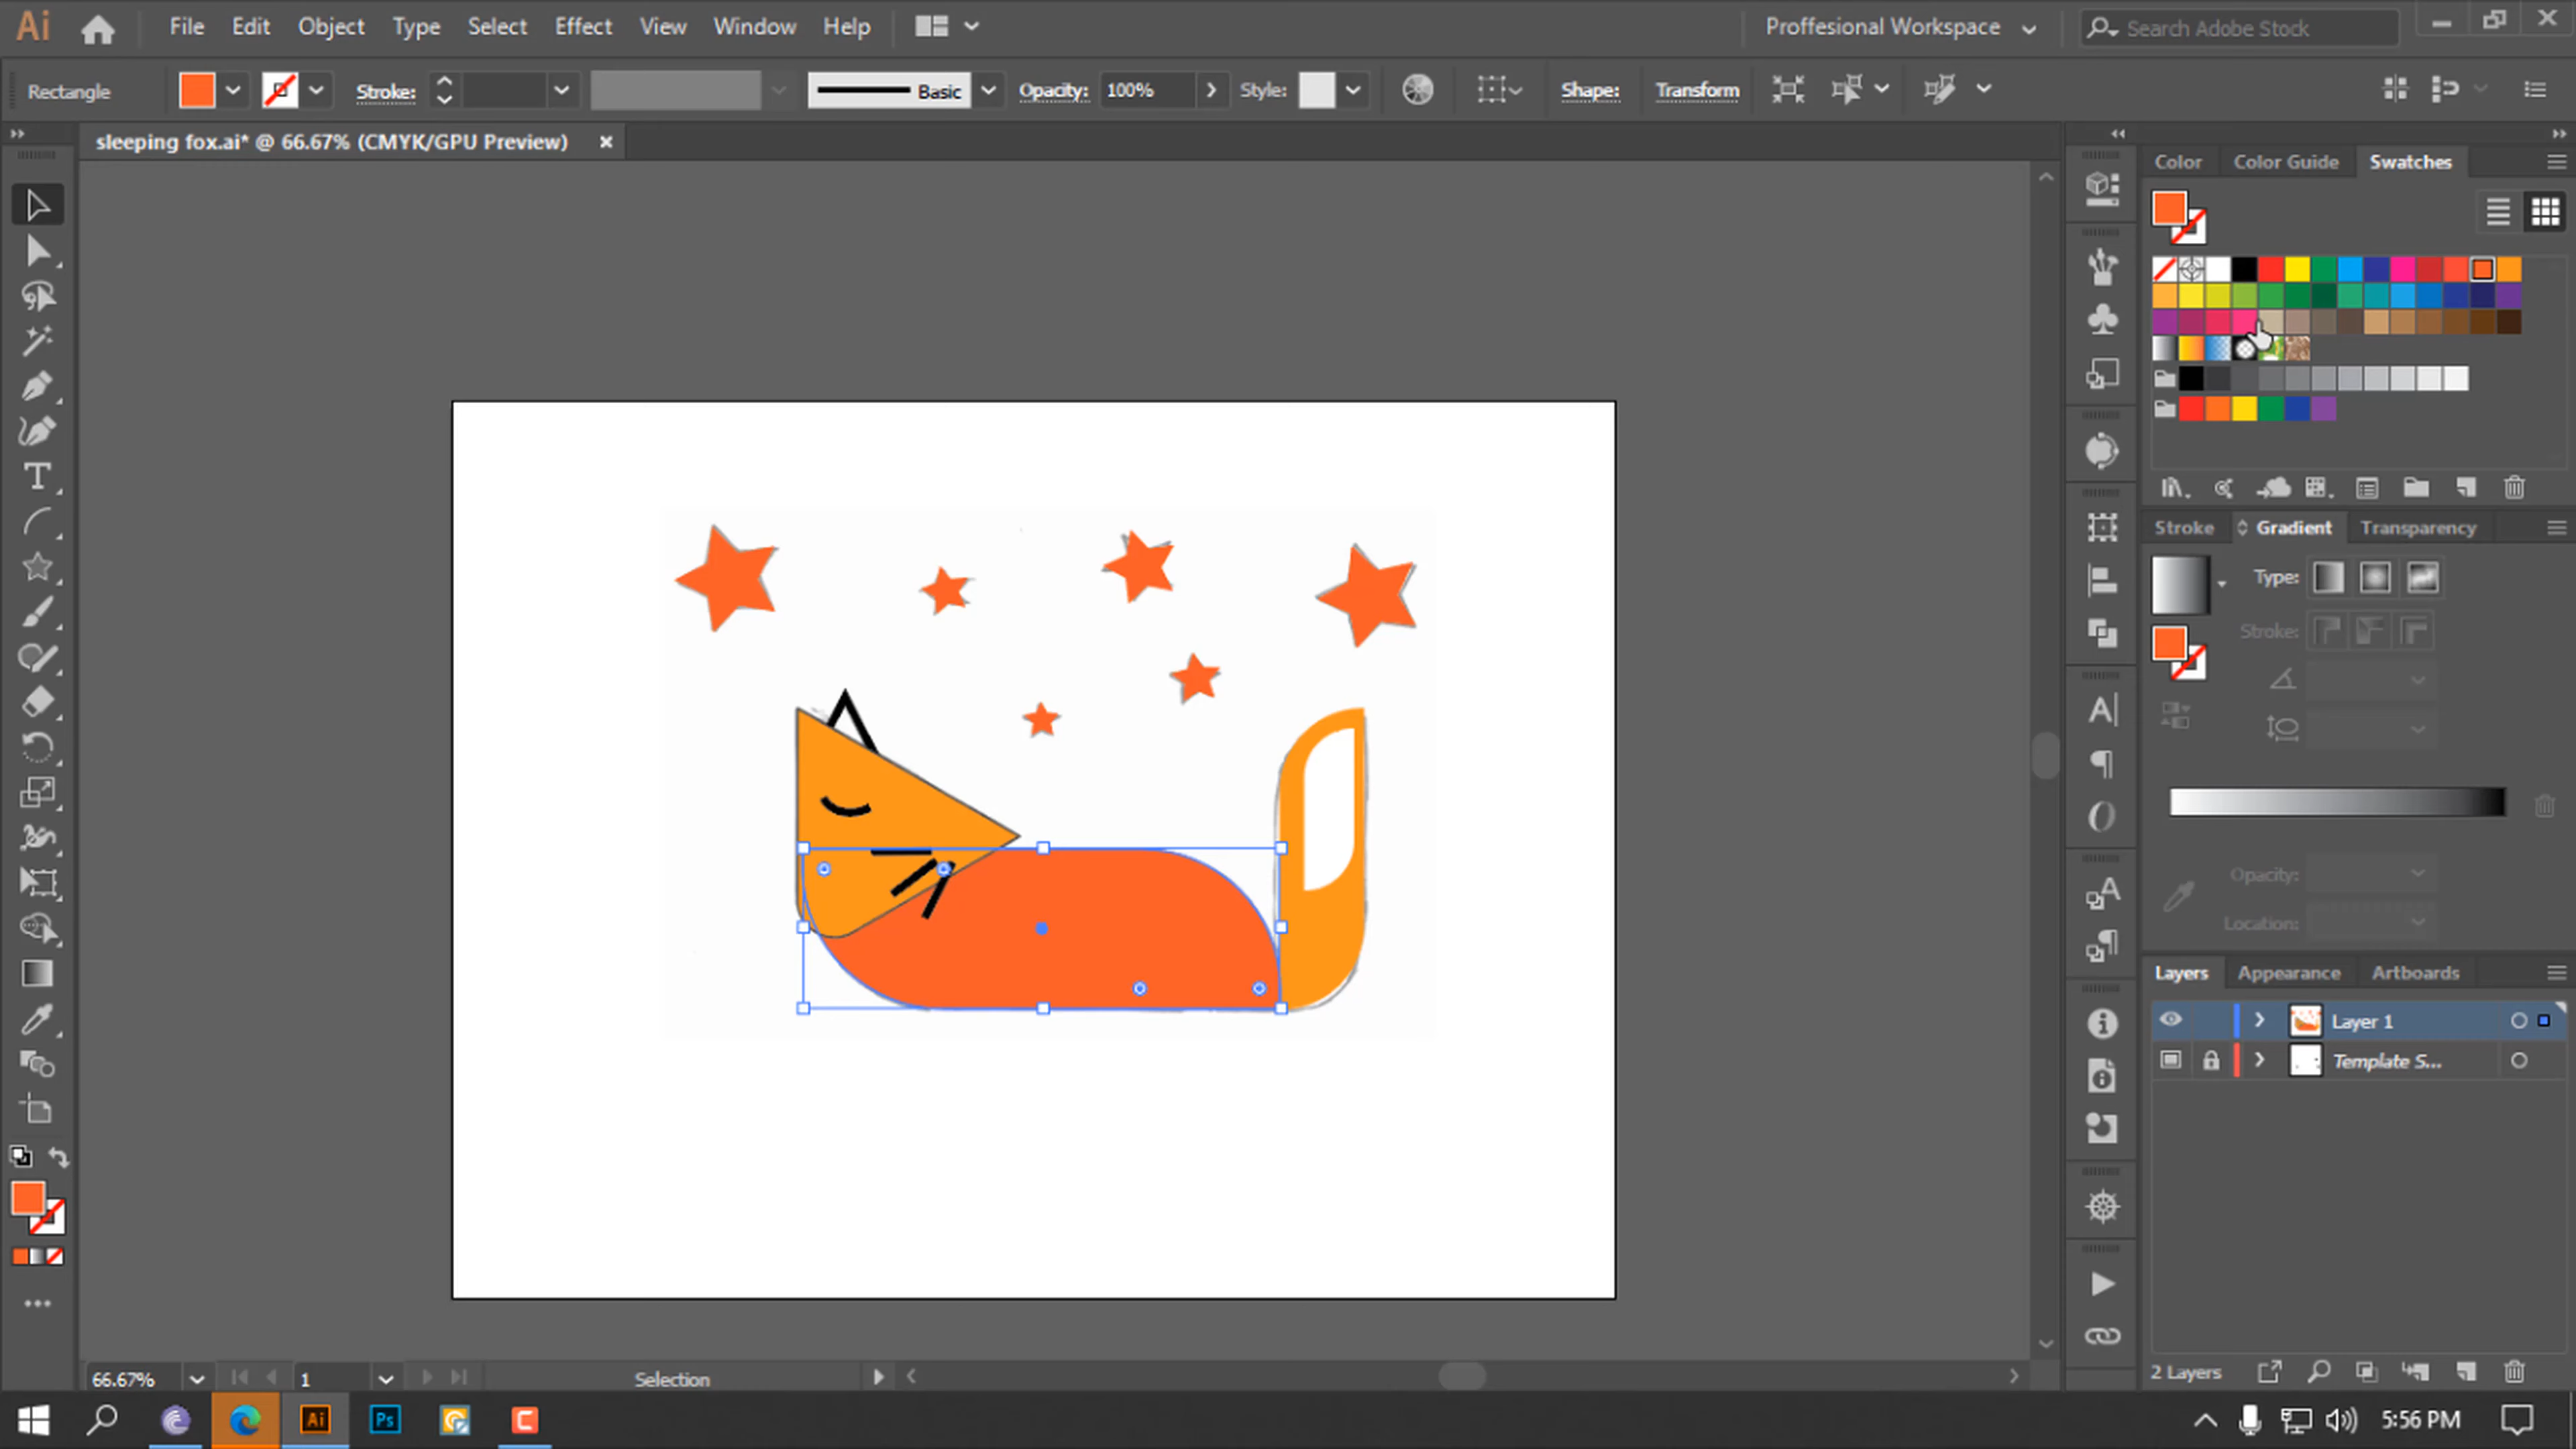 Ai File Edit Object Type Select Effect View Window Help Proffesional Workspace Search Adobe Stock
Rectangle Stroke: Basic Opacity: 100% Style: Shape: Transform
sleeping fox.ai* @ 66.67% (CMYK/GPU Preview)
Color Color Guide Swatches
Stroke Gradient Transparency
Type:
Stroke:
Opacity:
Location:
Layers Appearance Artboards
Layer 1
Template S...
2 Layers
66.67% 1 Selection
Ai Ps C 5:56 PM